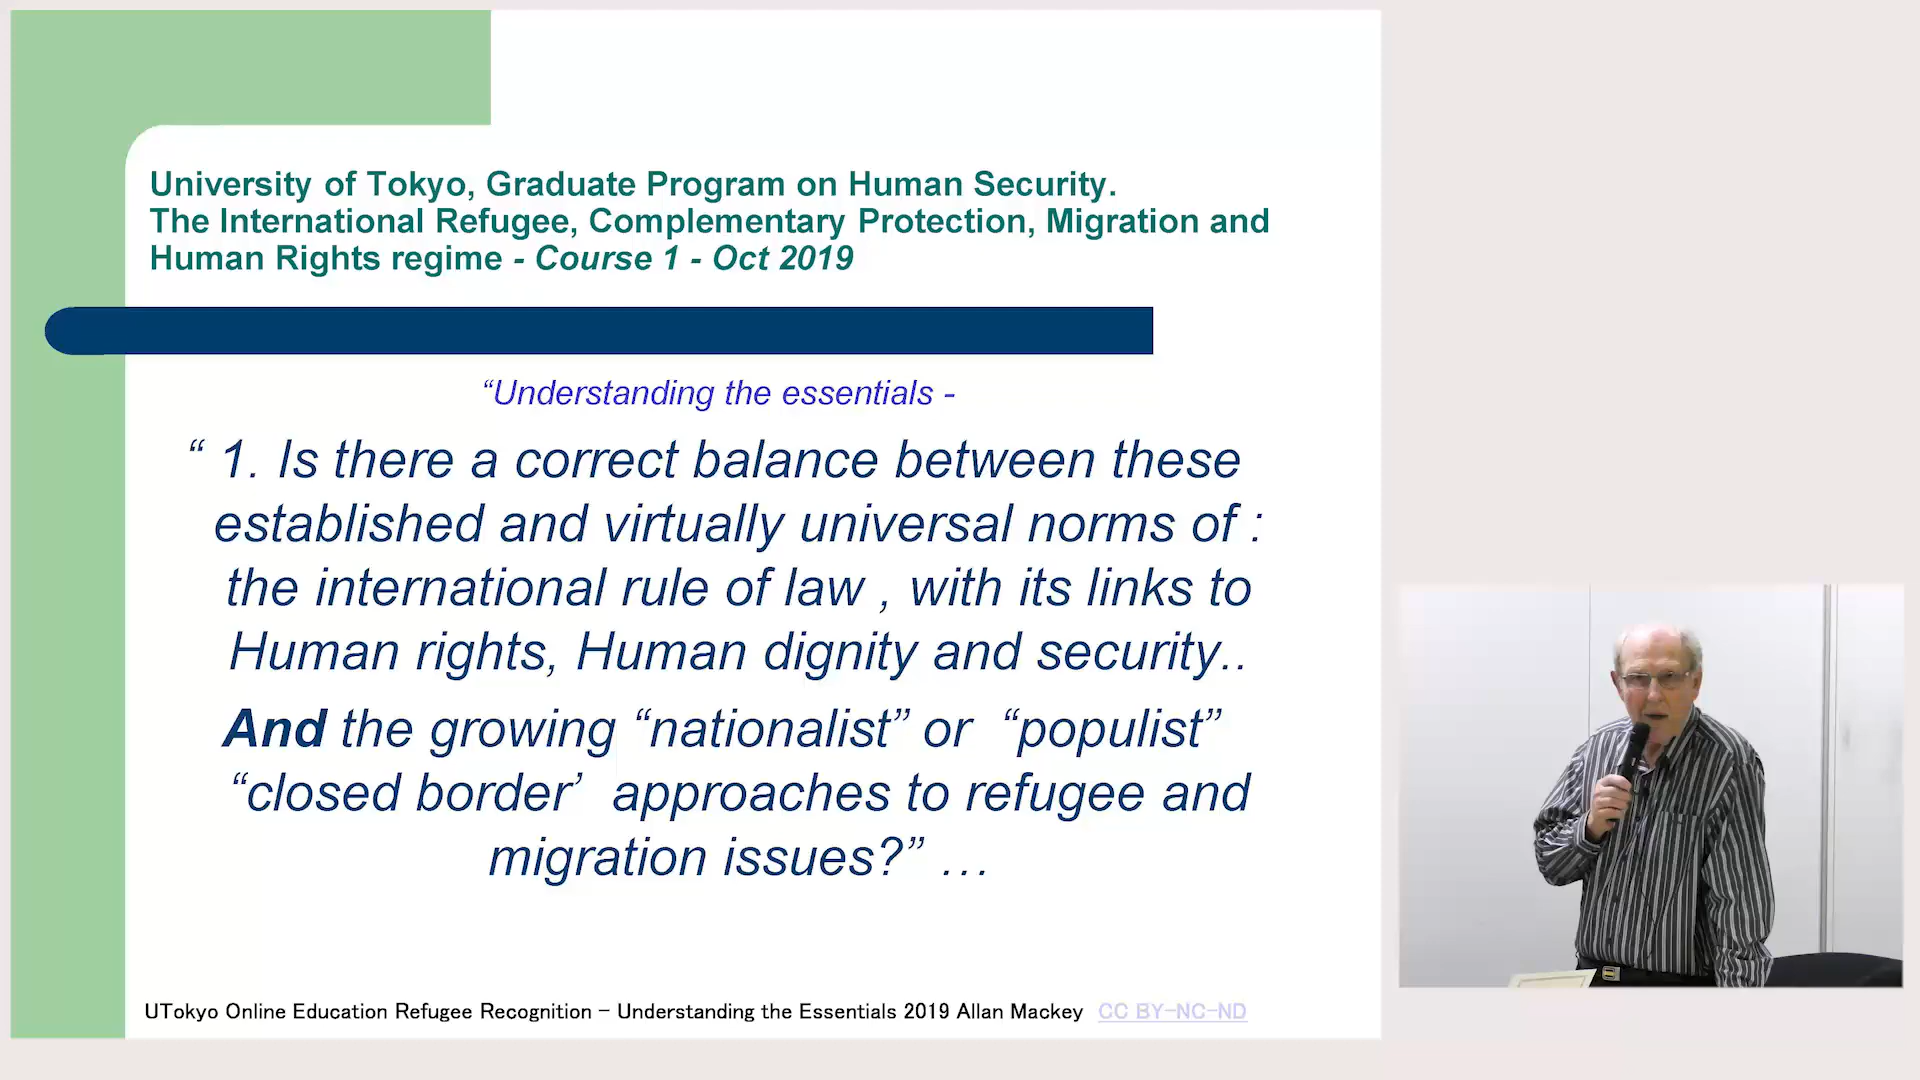 University of Tokyo, Graduate Program on Human Security.
The International Refugee, Complementary Protection, Migration and
Human Rights regime - Course 1 - Oct 2019
“Understanding the essentials -
“ 1. Is there a correct balance between these
established and virtually universal norms of :
the international rule of law , with its links to
Human rights, Human dignity and security..
And the growing “nationalist” or “populist”
“closed border’ approaches to refugee and
migration issues?” …
UTokyo Online Education Refugee Recognition – Understanding the Essentials 2019 Allan Mackey CC BY-NC-ND